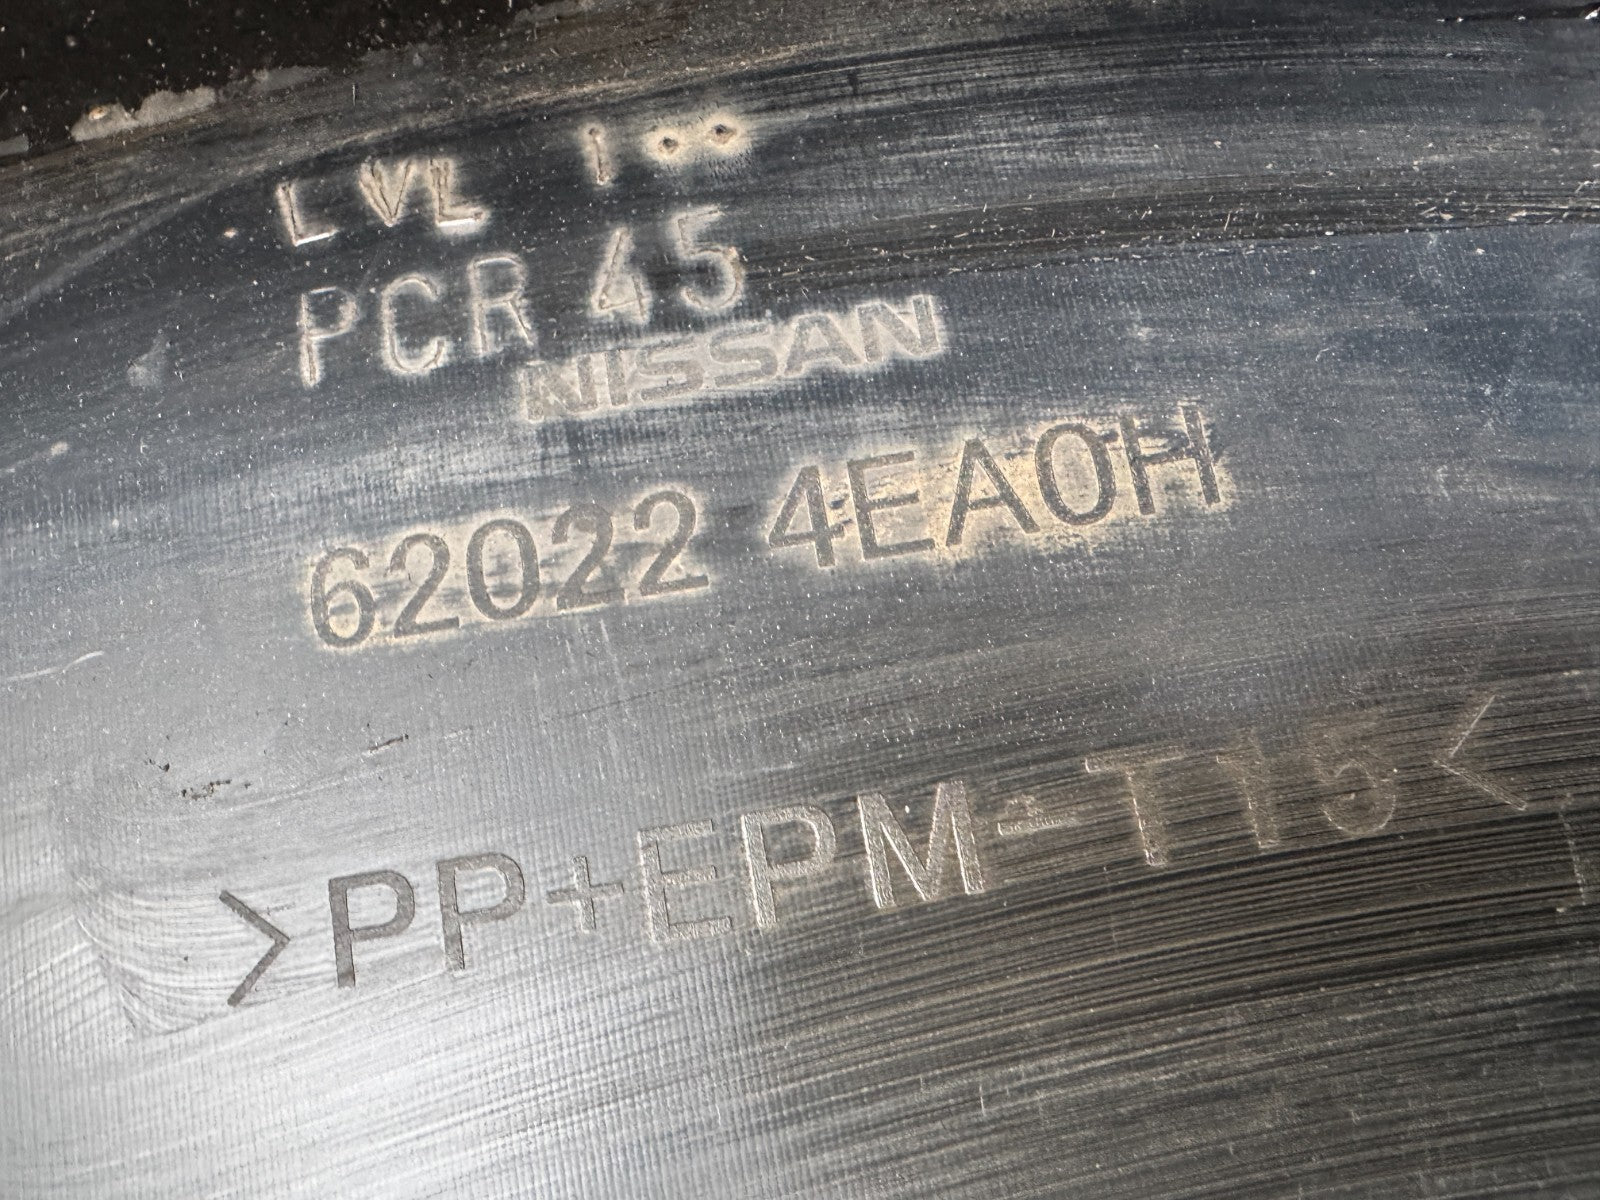 LVL 1
PCR 45
NISSAN
62022 4EA0H
>PP+EPM-T15<